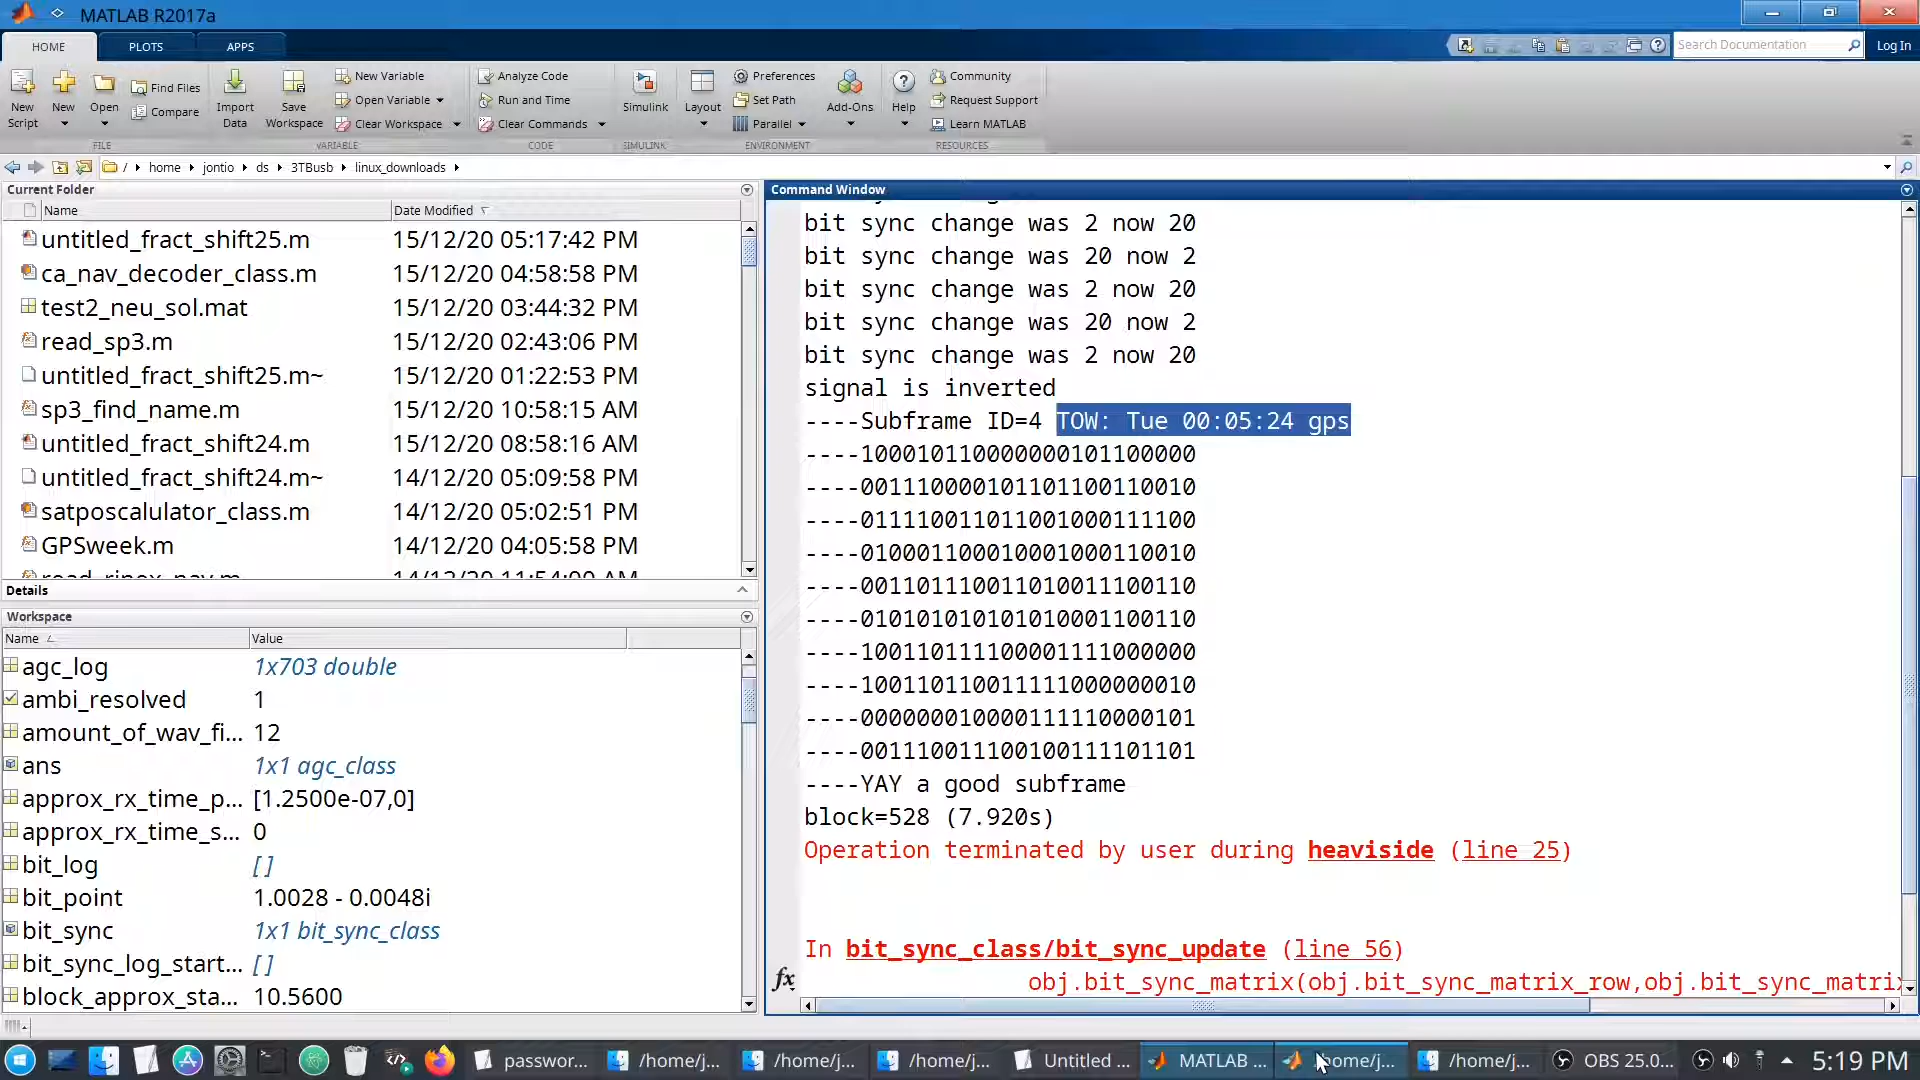 MATLAB R2017a
HOME
PLOTS
APPS
Search Documentation
Log In
New Script
New
Open
Find Files
Compare
Import Data
Save Workspace
New Variable
Open Variable
Clear Workspace
Analyze Code
Run and Time
Clear Commands
Simulink
Layout
Preferences
Set Path
Parallel
Add-Ons
Help
Community
Request Support
Learn MATLAB
FILE
VARIABLE
CODE
SIMULINK
ENVIRONMENT
RESOURCES
/ home jontio ds 3TBusb linux_downloads
Current Folder
Name Date Modified
untitled_fract_shift25.m 15/12/20 05:17:42 PM
ca_nav_decoder_class.m 15/12/20 04:58:58 PM
test2_neu_sol.mat 15/12/20 03:44:32 PM
read_sp3.m 15/12/20 02:43:06 PM
untitled_fract_shift25.m~ 15/12/20 01:22:53 PM
sp3_find_name.m 15/12/20 10:58:15 AM
untitled_fract_shift24.m 15/12/20 08:58:16 AM
untitled_fract_shift24.m~ 14/12/20 05:09:58 PM
satposcalulator_class.m 14/12/20 05:02:51 PM
GPSweek.m 14/12/20 04:05:58 PM
read_rinex_nav.m 14/12/20 11:54:00 AM
Details
Workspace
Name Value
agc_log 1x703 double
ambi_resolved 1
amount_of_wav_fi... 12
ans 1x1 agc_class
approx_rx_time_p... [1.2500e-07,0]
approx_rx_time_s... 0
bit_log []
bit_point 1.0028 - 0.0048i
bit_sync 1x1 bit_sync_class
bit_sync_log_start... []
block_approx_sta... 10.5600
Command Window
bit sync change was 2 now 20
bit sync change was 20 now 2
bit sync change was 2 now 20
bit sync change was 20 now 2
bit sync change was 2 now 20
signal is inverted
----Subframe ID=4 TOW: Tue 00:05:24 gps
----100010110000000101100000
----001110000101101100110010
----011110011011001000111100
----010001100010001000110010
----001101110011010011100110
----010101010101010001100110
----100110111100001111000000
----100110110011111000000010
----000000010000111110000101
----001110011100100111101101
----YAY a good subframe
block=528 (7.920s)
Operation terminated by user during heaviside (line 25)
In bit_sync_class/bit_sync_update (line 56)
obj.bit_sync_matrix(obj.bit_sync_matrix_row,obj.bit_sync_matrix
fx
passwor...
/home/j...
/home/j...
/home/j...
Untitled ...
MATLAB ...
/home/j...
/home/j...
OBS 25.0...
5:19 PM